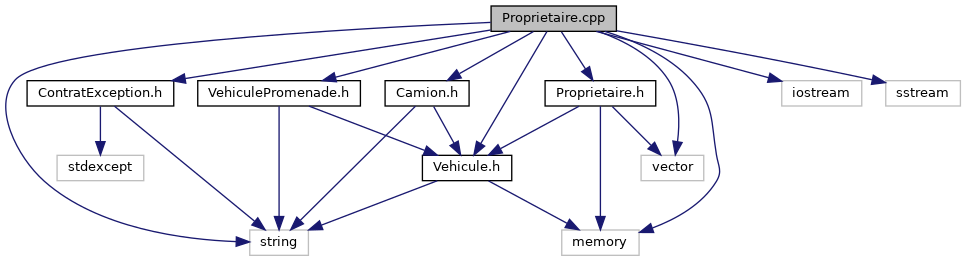 Proprietaire.cpp
ContratException.h
VehiculePromenade.h
Camion.h
Proprietaire.h
iostream
sstream
stdexcept
Vehicule.h
vector
string
memory